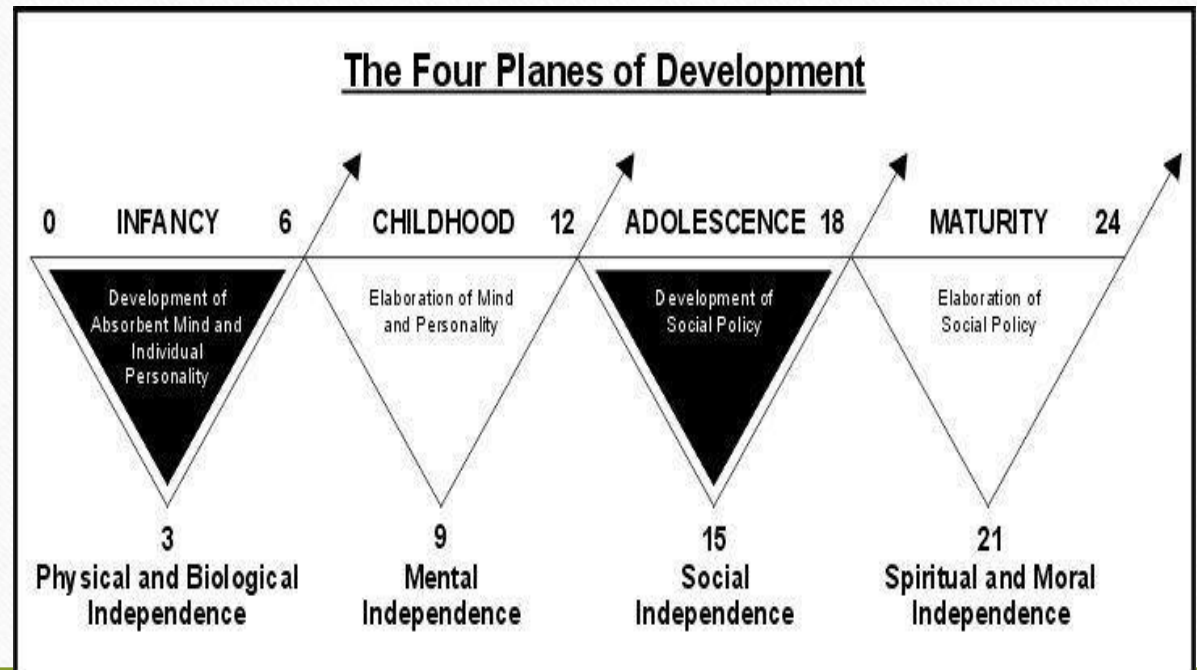 The Four Planes of Development
0 INFANCY 6 CHILDHOOD 12 ADOLESCENCE 18 MATURITY 24
Development of
Absorbent Mind and
Individual
Personality
Elaboration of Mind
and Personality
Development of
Social Policy
Elaboration of
Social Policy
3
Physical and Biological
Independence
9
Mental
Independence
15
Social
Independence
21
Spiritual and Moral
Independence